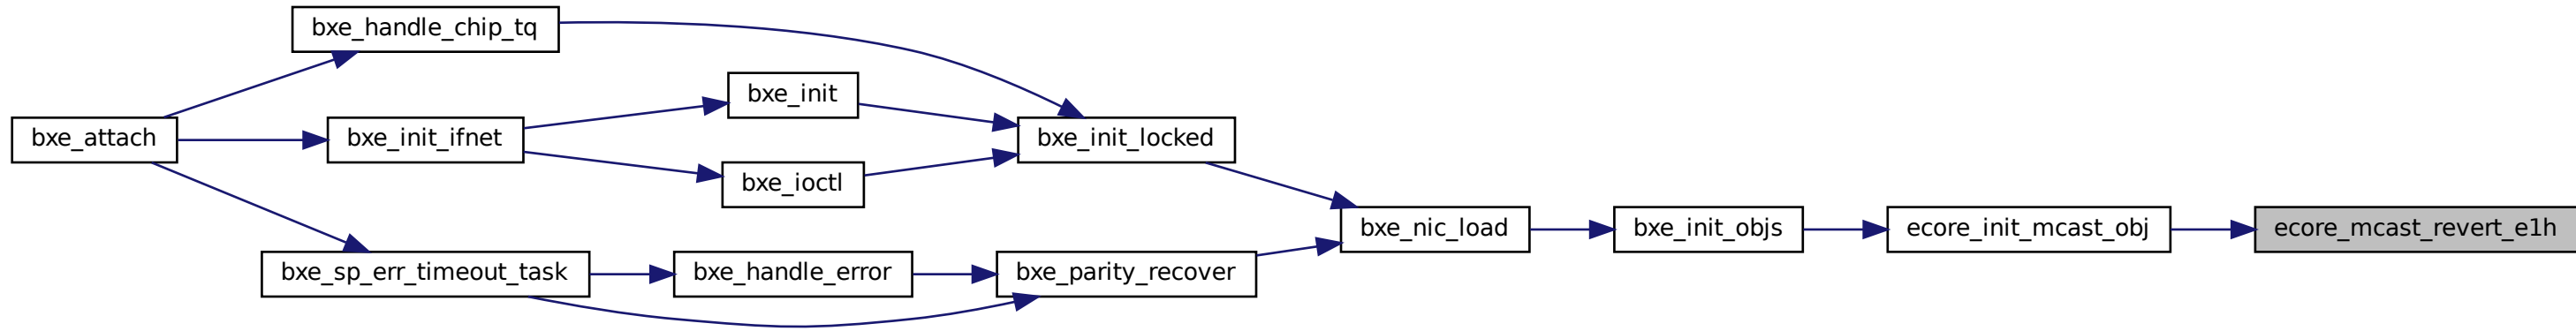 bxe_handle_chip_tq
bxe_init
bxe_attach
bxe_init_ifnet
bxe_init_locked
bxe_ioctl
bxe_nic_load
bxe_init_objs
ecore_init_mcast_obj
ecore_mcast_revert_e1h
bxe_sp_err_timeout_task
bxe_handle_error
bxe_parity_recover